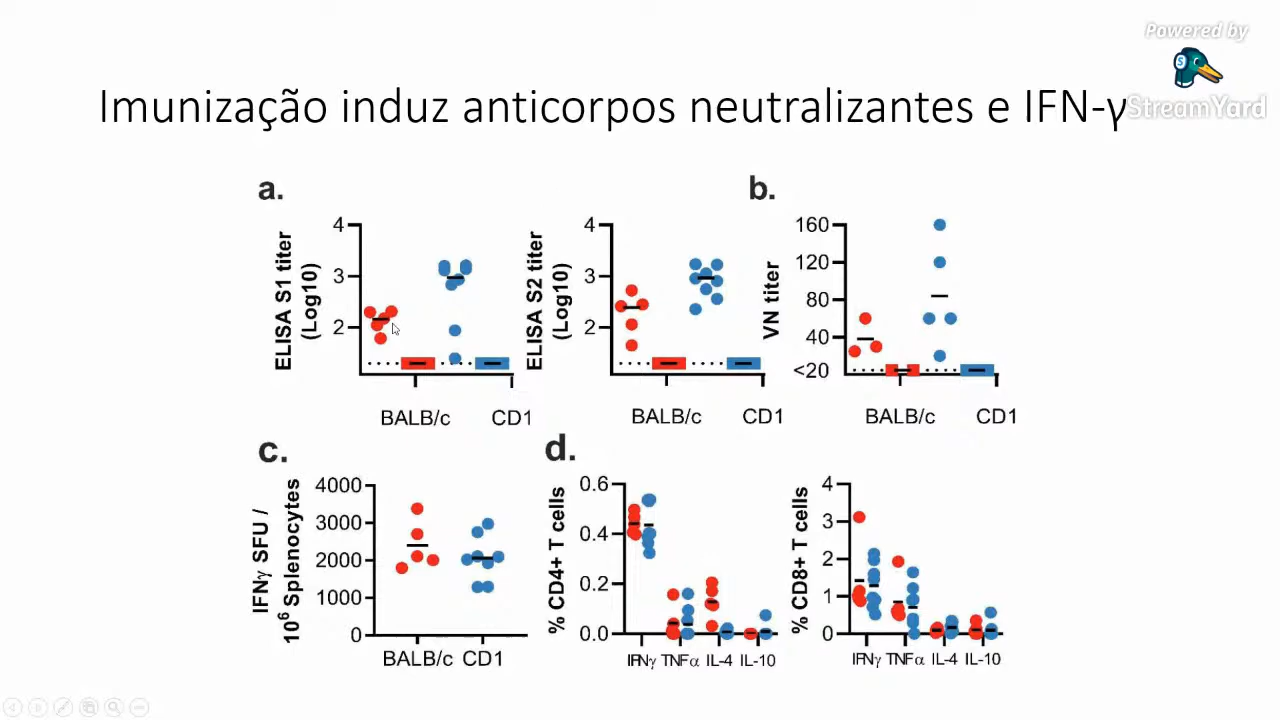 Powered by
StreamYard
Imunização induz anticorpos neutralizantes e IFN-γ
a.
ELISA S1 titer
(Log10)
4
3
2
BALB/c CD1
ELISA S2 titer
(Log10)
4
3
2
BALB/c CD1
b.
VN titer
160
120
80
40
<20
BALB/c CD1
c.
IFNγ SFU /
10⁶ Splenocytes
4000
3000
2000
1000
0
BALB/c CD1
d.
% CD4+ T cells
0.6
0.4
0.2
0.0
IFNγ TNFα IL-4 IL-10
% CD8+ T cells
4
3
2
1
0
IFNγ TNFα IL-4 IL-10